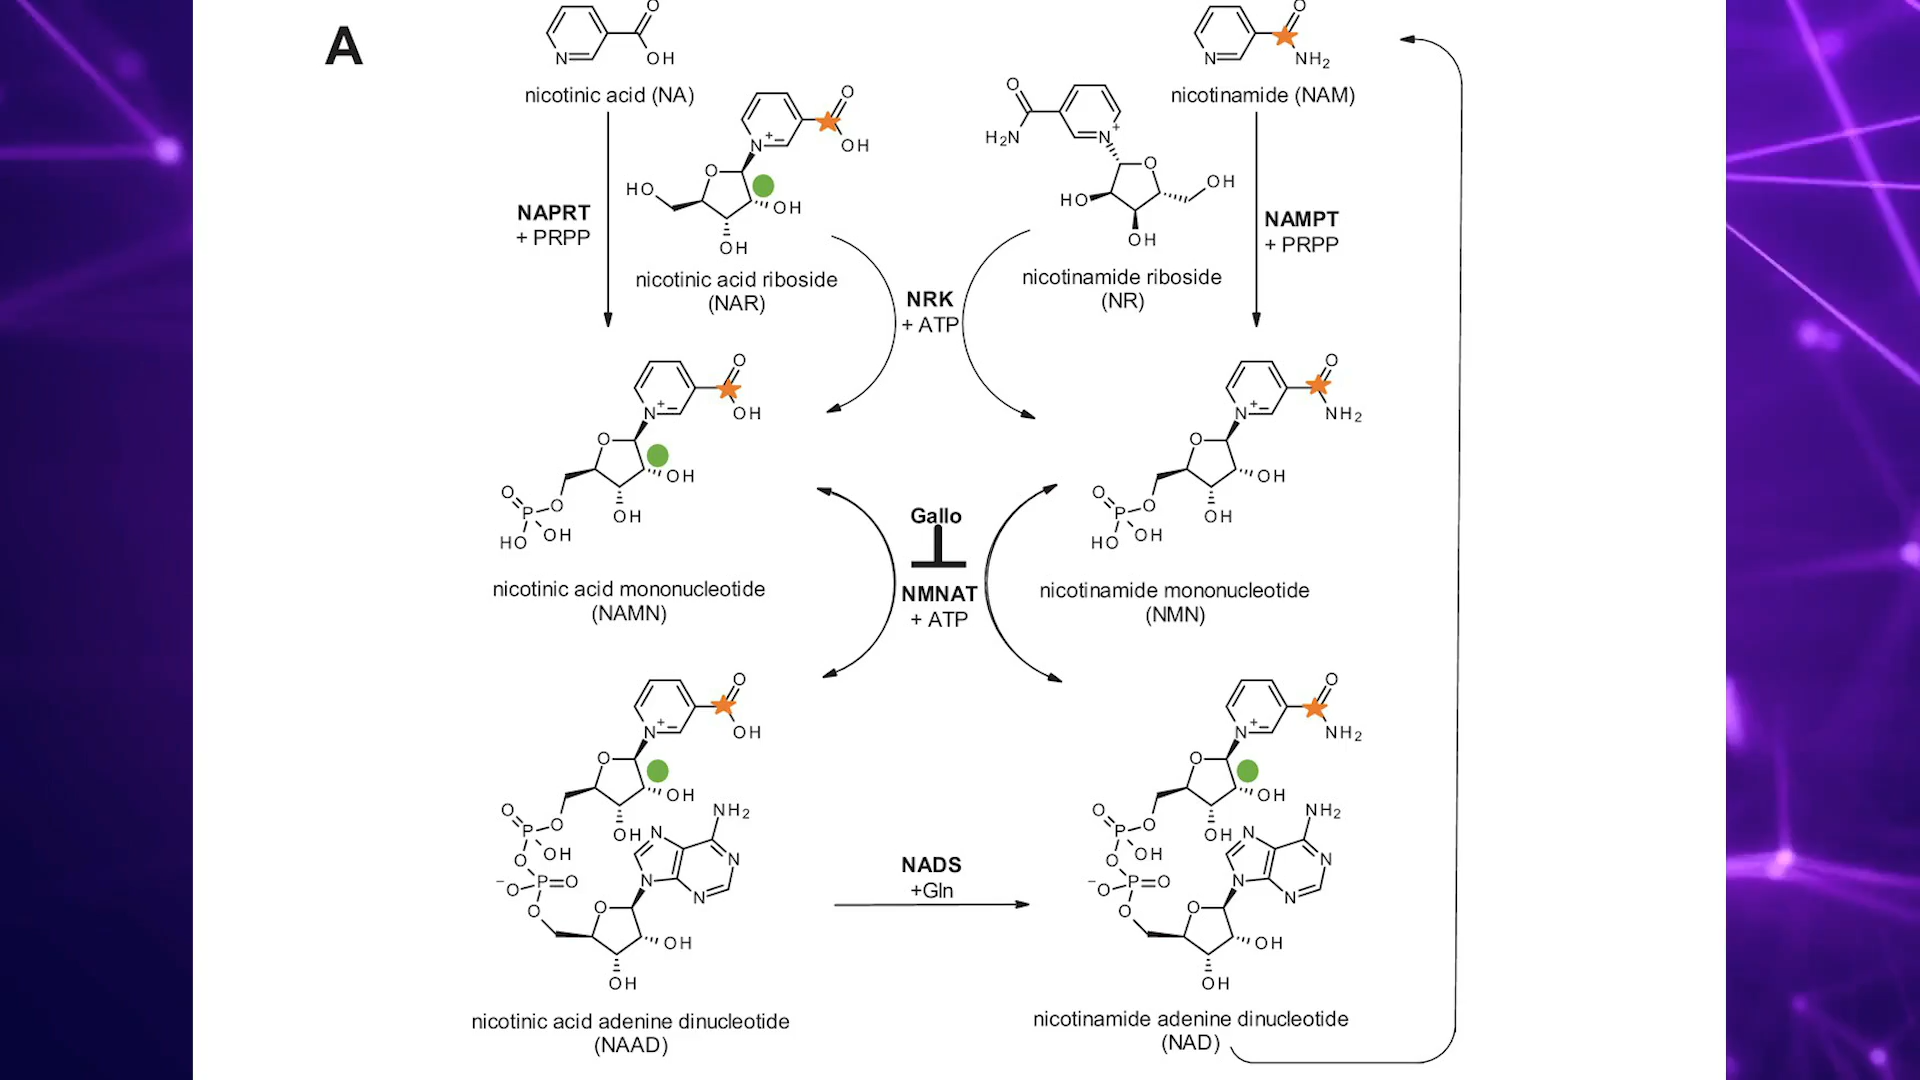 A
nicotinic acid (NA)
nicotinamide (NAM)
NAPRT
+ PRPP
nicotinic acid riboside
(NAR)
nicotinamide riboside
(NR)
NAMPT
+ PRPP
NRK
+ ATP
nicotinic acid mononucleotide
(NAMN)
Gallo
NMNAT
+ ATP
nicotinamide mononucleotide
(NMN)
NADS
+Gln
nicotinic acid adenine dinucleotide
(NAAD)
nicotinamide adenine dinucleotide
(NAD)